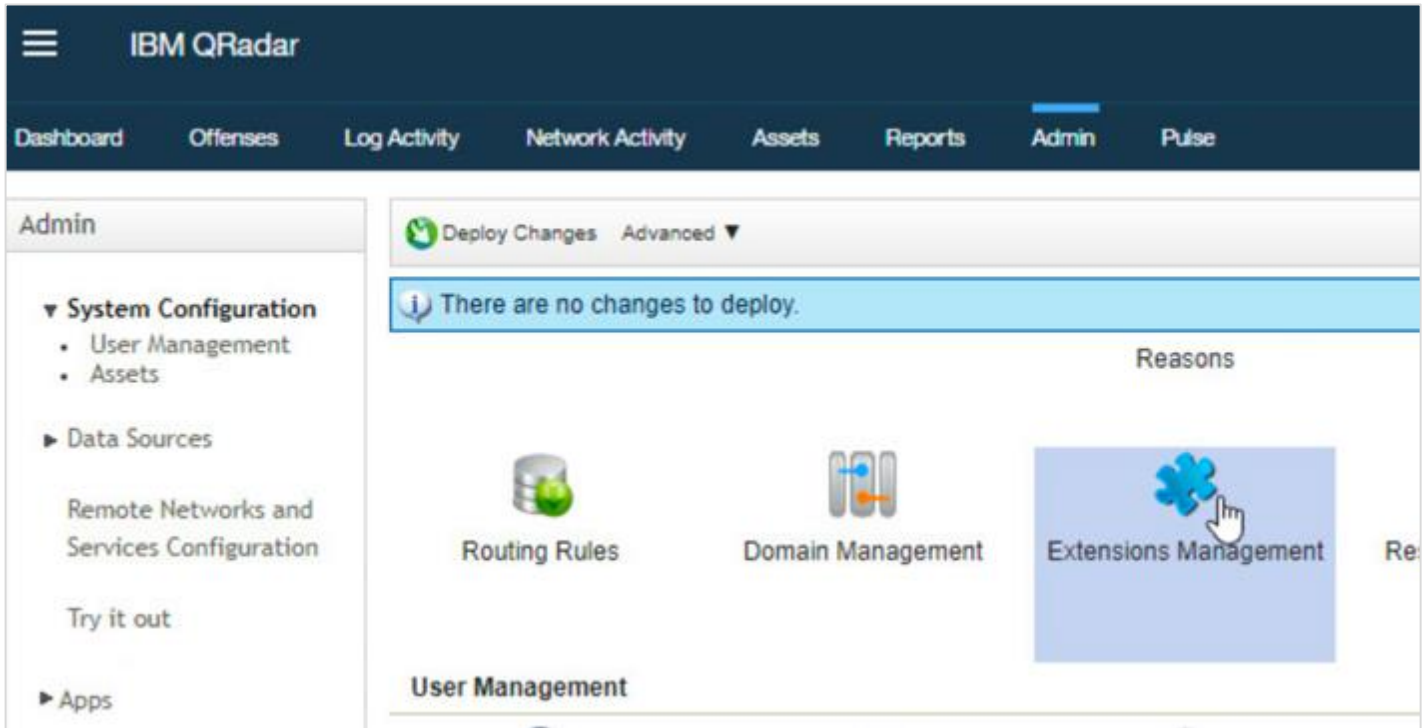 IBM QRadar
Dashboard Offenses Log Activity Network Activity Assets Reports Admin Pulse
Admin
Deploy Changes Advanced ▼
▼ System Configuration
• User Management
• Assets
▶ Data Sources
Remote Networks and
Services Configuration
Try it out
▶ Apps
There are no changes to deploy.
Reasons
Routing Rules Domain Management Extensions Management
User Management